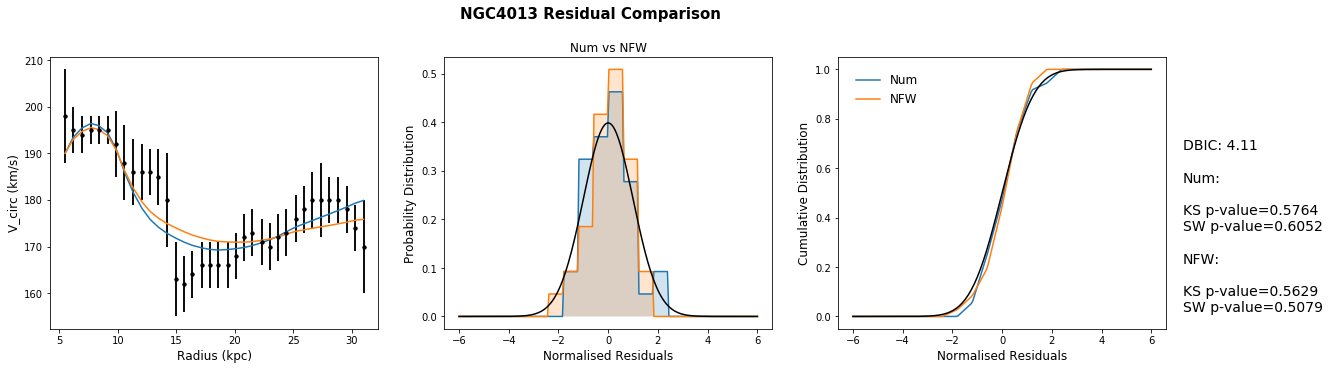 NGC4013 Residual Comparison
210
200
190
180
170
160
V_circ (km/s)
5
10
15
20
25
30
Radius (kpc)
Num vs NFW
0.5
0.4
0.3
0.2
0.1
0.0
Probability Distribution
−6
−4
−2
0
2
4
6
Normalised Residuals
1.0
0.8
0.6
0.4
0.2
0.0
Cumulative Distribution
Num
NFW
−6
−4
−2
0
2
4
6
Normalised Residuals
DBIC: 4.11
Num:
KS p-value=0.5764
SW p-value=0.6052
NFW:
KS p-value=0.5629
SW p-value=0.5079